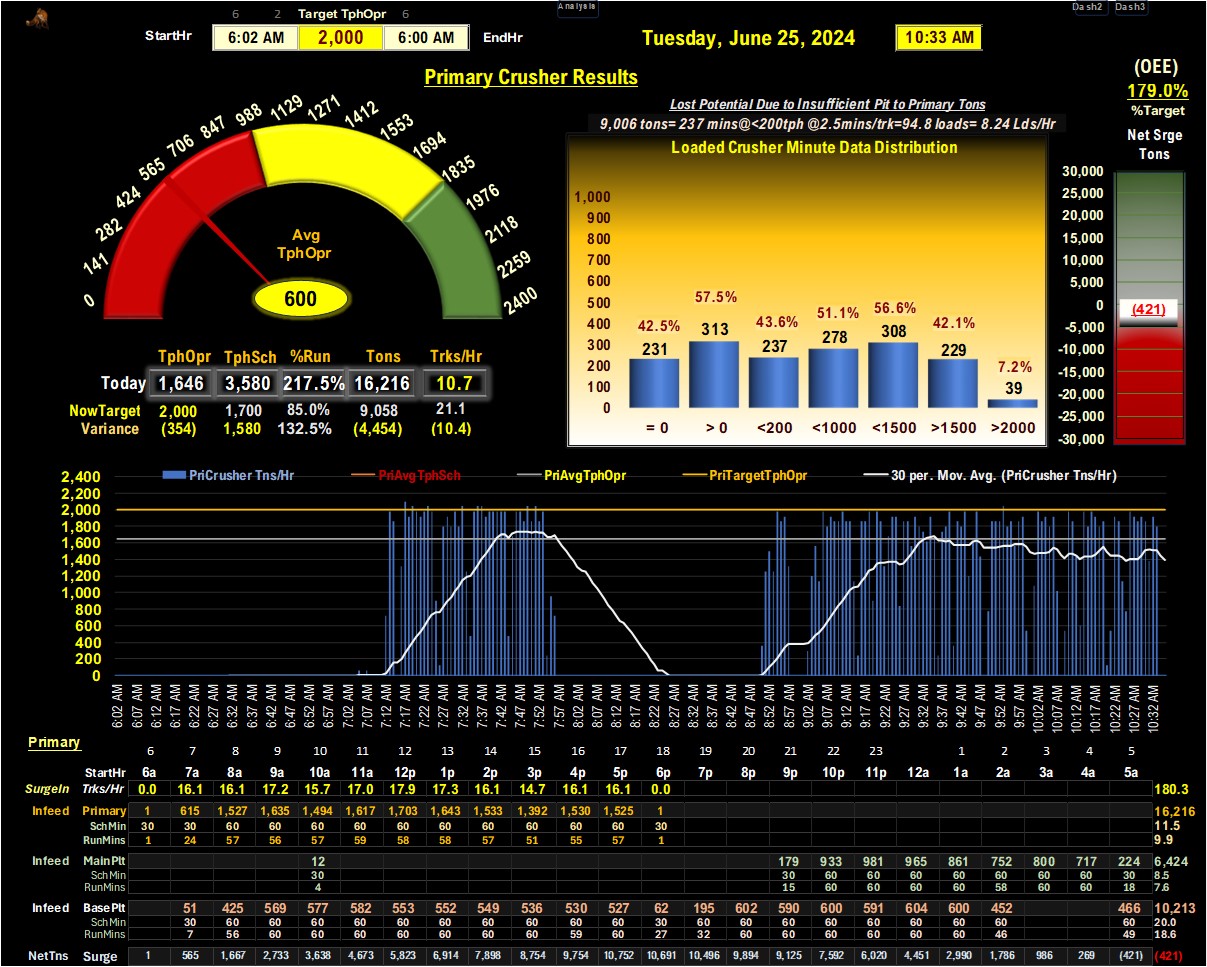 Analysis Dash2 Dash3
6 2 Target TphOpr 6
StartHr 6:02 AM 2,000 6:00 AM EndHr Tuesday, June 25, 2024 10:33 AM
(OEE)
179.0%
%Target
Net Srge
Tons
Primary Crusher Results
Lost Potential Due to Insufficient Pit to Primary Tons
9,006 tons= 237 mins@<200tph @2.5mins/trk=94.8 loads= 8.24 Lds/Hr
0
141
282
424
565
706
847
988
1129
1271
1412
1553
1694
1835
1976
2118
2259
2400
Avg
TphOpr
600
Loaded Crusher Minute Data Distribution
1,000
900
800
700
600
500
400
300
200
100
0
42.5% 57.5% 43.6% 51.1% 56.6% 42.1% 7.2%
231 313 237 278 308 229 39
= 0 > 0 <200 <1000 <1500 >1500 >2000
30,000
25,000
20,000
15,000
10,000
5,000
0
-5,000
-10,000
-15,000
-20,000
-25,000
-30,000
(421)
TphOpr TphSch %Run Tons Trks/Hr
Today 1,646 3,580 217.5% 16,216 10.7
NowTarget 2,000 1,700 85.0% 9,058 21.1
Variance (354) 1,580 132.5% (4,454) (10.4)
PriCrusher Tns/Hr PriAvgTphSch PriAvgTphOpr PriTargetTphOpr 30 per. Mov. Avg. (PriCrusher Tns/Hr)
2,400
2,200
2,000
1,800
1,600
1,400
1,200
1,000
800
600
400
200
0
6:02 AM 6:07 AM 6:12 AM 6:17 AM 6:22 AM 6:27 AM 6:32 AM 6:37 AM 6:42 AM 6:47 AM 6:52 AM 6:57 AM 7:02 AM 7:07 AM 7:12 AM 7:17 AM 7:22 AM 7:27 AM 7:32 AM 7:37 AM 7:42 AM 7:47 AM 7:52 AM 7:57 AM 8:02 AM 8:07 AM 8:12 AM 8:17 AM 8:22 AM 8:27 AM 8:32 AM 8:37 AM 8:42 AM 8:47 AM 8:52 AM 8:57 AM 9:02 AM 9:07 AM 9:12 AM 9:17 AM 9:22 AM 9:27 AM 9:32 AM 9:37 AM 9:42 AM 9:47 AM 9:52 AM 9:57 AM 10:02 AM 10:07 AM 10:12 AM 10:17 AM 10:22 AM 10:27 AM 10:32 AM
Primary 6 7 8 9 10 11 12 13 14 15 16 17 18 19 20 21 22 23 1 2 3 4 5
StartHr 6a 7a 8a 9a 10a 11a 12p 1p 2p 3p 4p 5p 6p 7p 8p 9p 10p 11p 12a 1a 2a 3a 4a 5a
SurgeIn Trks/Hr 0.0 16.1 16.1 17.2 15.7 17.0 17.9 17.3 16.1 14.7 16.1 16.1 0.0 180.3
Infeed Primary 1 615 1,527 1,635 1,494 1,617 1,703 1,643 1,533 1,392 1,530 1,525 1 16,216
SchMin 30 30 60 60 60 60 60 60 60 60 60 60 30 11.5
RunMins 1 24 57 56 57 59 58 58 57 51 55 57 1 9.9
Infeed MainPlt 12 179 933 981 965 861 752 800 717 224 6,424
SchMin 30 30 60 60 60 60 60 60 60 30 8.5
RunMins 4 15 60 60 60 60 58 60 60 18 7.6
Infeed BasePlt 51 425 569 577 582 553 552 549 536 530 527 62 195 602 590 600 591 604 600 452 466 10,213
SchMin 30 60 60 60 60 60 60 60 60 60 60 30 60 60 60 60 60 60 60 60 60 20.0
RunMins 7 56 60 60 60 60 60 60 60 59 60 27 32 60 60 60 60 60 60 46 49 18.6
NetTns Surge 1 565 1,667 2,733 3,638 4,673 5,823 6,914 7,898 8,754 9,754 10,752 10,691 10,496 9,894 9,125 7,592 6,020 4,451 2,990 1,786 986 269 (421) (421)